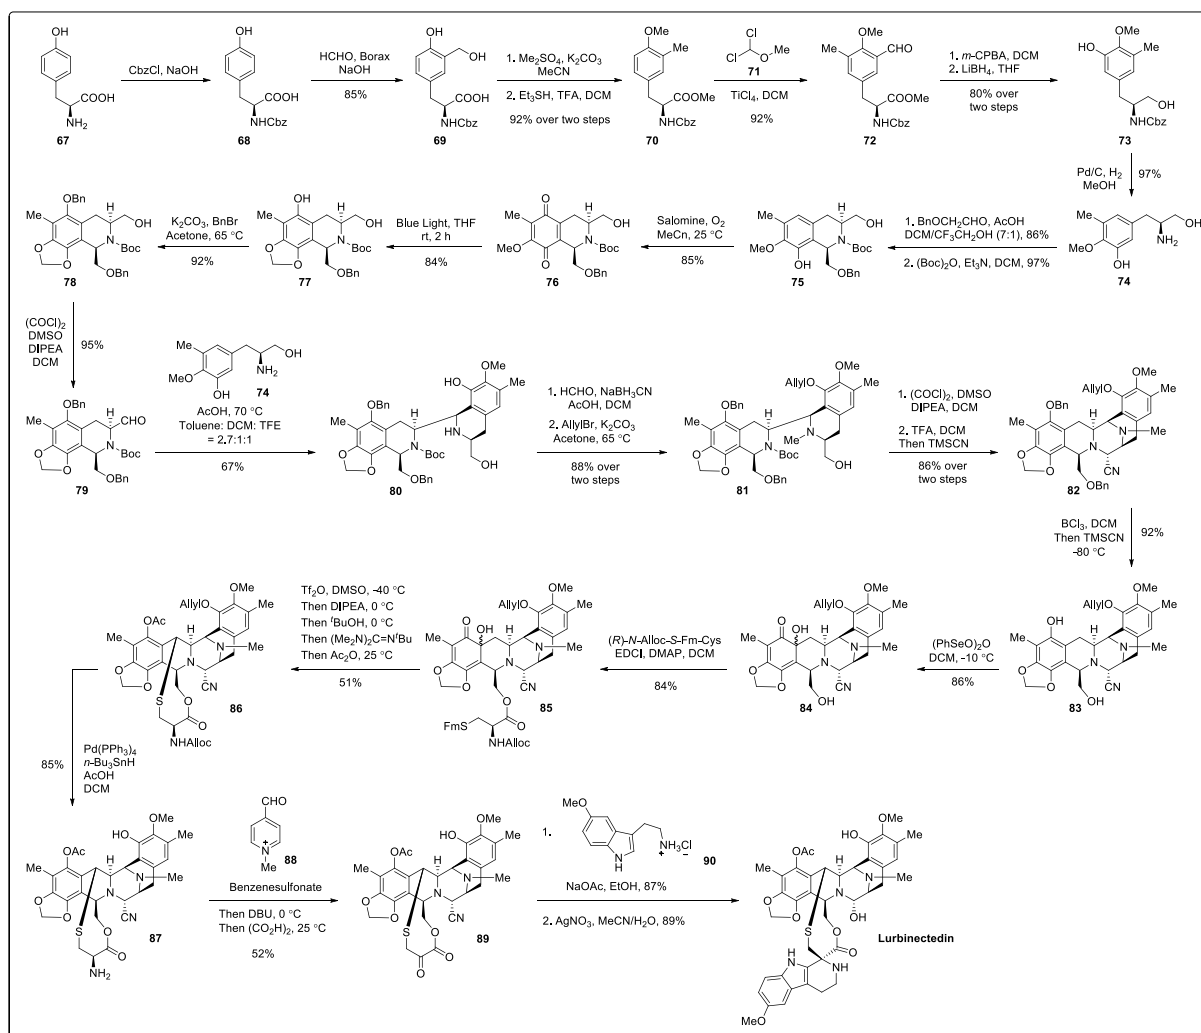 OH
COOH
NH2
67
CbzCl, NaOH
OH
COOH
NHCbz
68
HCHO, Borax
NaOH
85%
OH
OH
COOH
NHCbz
69
1. Me2SO4, K2CO3
MeCN
2. Et3SH, TFA, DCM
92% over two steps
OMe
Me
COOMe
NHCbz
70
Cl
Cl
O
Me
71
TiCl4, DCM
92%
OMe
Me
CHO
COOMe
NHCbz
72
1. m-CPBA, DCM
2. LiBH4, THF
80% over
two steps
OMe
HO
Me
OH
NHCbz
73
Pd/C, H2
MeOH
97%
OBn
Me
H
OH
NBoc
O
O
OBn
78
K2CO3, BnBr
Acetone, 65 °C
92%
OH
Me
H
OH
NBoc
O
O
OBn
77
Blue Light, THF
rt, 2 h
84%
O
Me
H
OH
N
Boc
MeO
O
OBn
76
Salomine, O2
MeCn, 25 °C
85%
Me
H
OH
N
Boc
MeO
OH
OBn
75
1. BnOCH2CHO, AcOH
DCM/CF3CH2OH (7:1), 86%
2. (Boc)2O, Et3N, DCM, 97%
Me
OH
NH2
MeO
OH
74
(COCl)2
DMSO
DIPEA
DCM
95%
OBn
Me
H
CHO
NBoc
O
O
OBn
79
Me
OH
NH2
MeO
OH
74
AcOH, 70 °C
Toluene: DCM: TFE
= 2.7:1:1
67%
OMe
HO
Me
OBn
Me
H
H
HN
NBoc
OH
O
O
OBn
80
1. HCHO, NaBH3CN
AcOH, DCM
2. AllylBr, K2CO3
Acetone, 65 °C
88% over
two steps
OMe
AllylO
Me
OBn
Me
H
H
N
Me
N
Boc
OH
O
O
OBn
81
1. (COCl)2, DMSO
DIPEA, DCM
2. TFA, DCM
Then TMSCN
86% over
two steps
OMe
AllylO
Me
OBn
Me
H
N
Me
N
CN
O
O
OBn
82
BCl3, DCM
Then TMSCN
-80 °C
92%
OMe
AllylO
Me
OAc
Me
H
N
Me
N
CN
O
O
S
O
O
NHAlloc
86
Tf2O, DMSO, -40 °C
Then DIPEA, 0 °C
Then tBuOH, 0 °C
Then (Me2N)2C=NtBu
Then Ac2O, 25 °C
51%
OMe
AllylO
Me
O
OH
Me
H
N
Me
N
CN
O
O
O
O
FmS
NHAlloc
85
(R)-N-Alloc-S-Fm-Cys
EDCI, DMAP, DCM
84%
OMe
AllylO
Me
O
OH
Me
H
N
Me
N
CN
O
O
OH
84
(PhSeO)2O
DCM, -10 °C
86%
OMe
AllylO
Me
OH
Me
H
N
Me
N
CN
O
O
OH
83
85%
Pd(PPh3)4
n-Bu3SnH
AcOH
DCM
OMe
HO
Me
OAc
Me
H
N
Me
N
CN
O
O
S
O
O
NH2
87
CHO
N
+
Me
88
Benzenesulfonate
Then DBU, 0 °C
Then (CO2H)2, 25 °C
52%
OMe
HO
Me
OAc
Me
H
N
Me
N
CN
O
O
S
O
O
O
89
1.
MeO
N
H
NH3Cl
+
−
90
NaOAc, EtOH, 87%
2. AgNO3, MeCN/H2O, 89%
OMe
HO
Me
OAc
Me
H
N
Me
N
OH
O
O
S
O
O
H
N
NH
MeO
Lurbinectedin